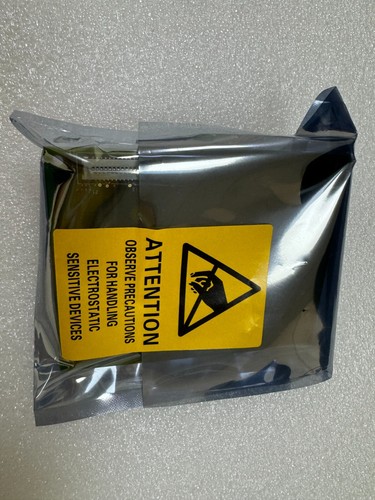 ATTENTION
OBSERVE PRECAUTIONS
FOR HANDLING
ELECTROSTATIC
SENSITIVE DEVICES